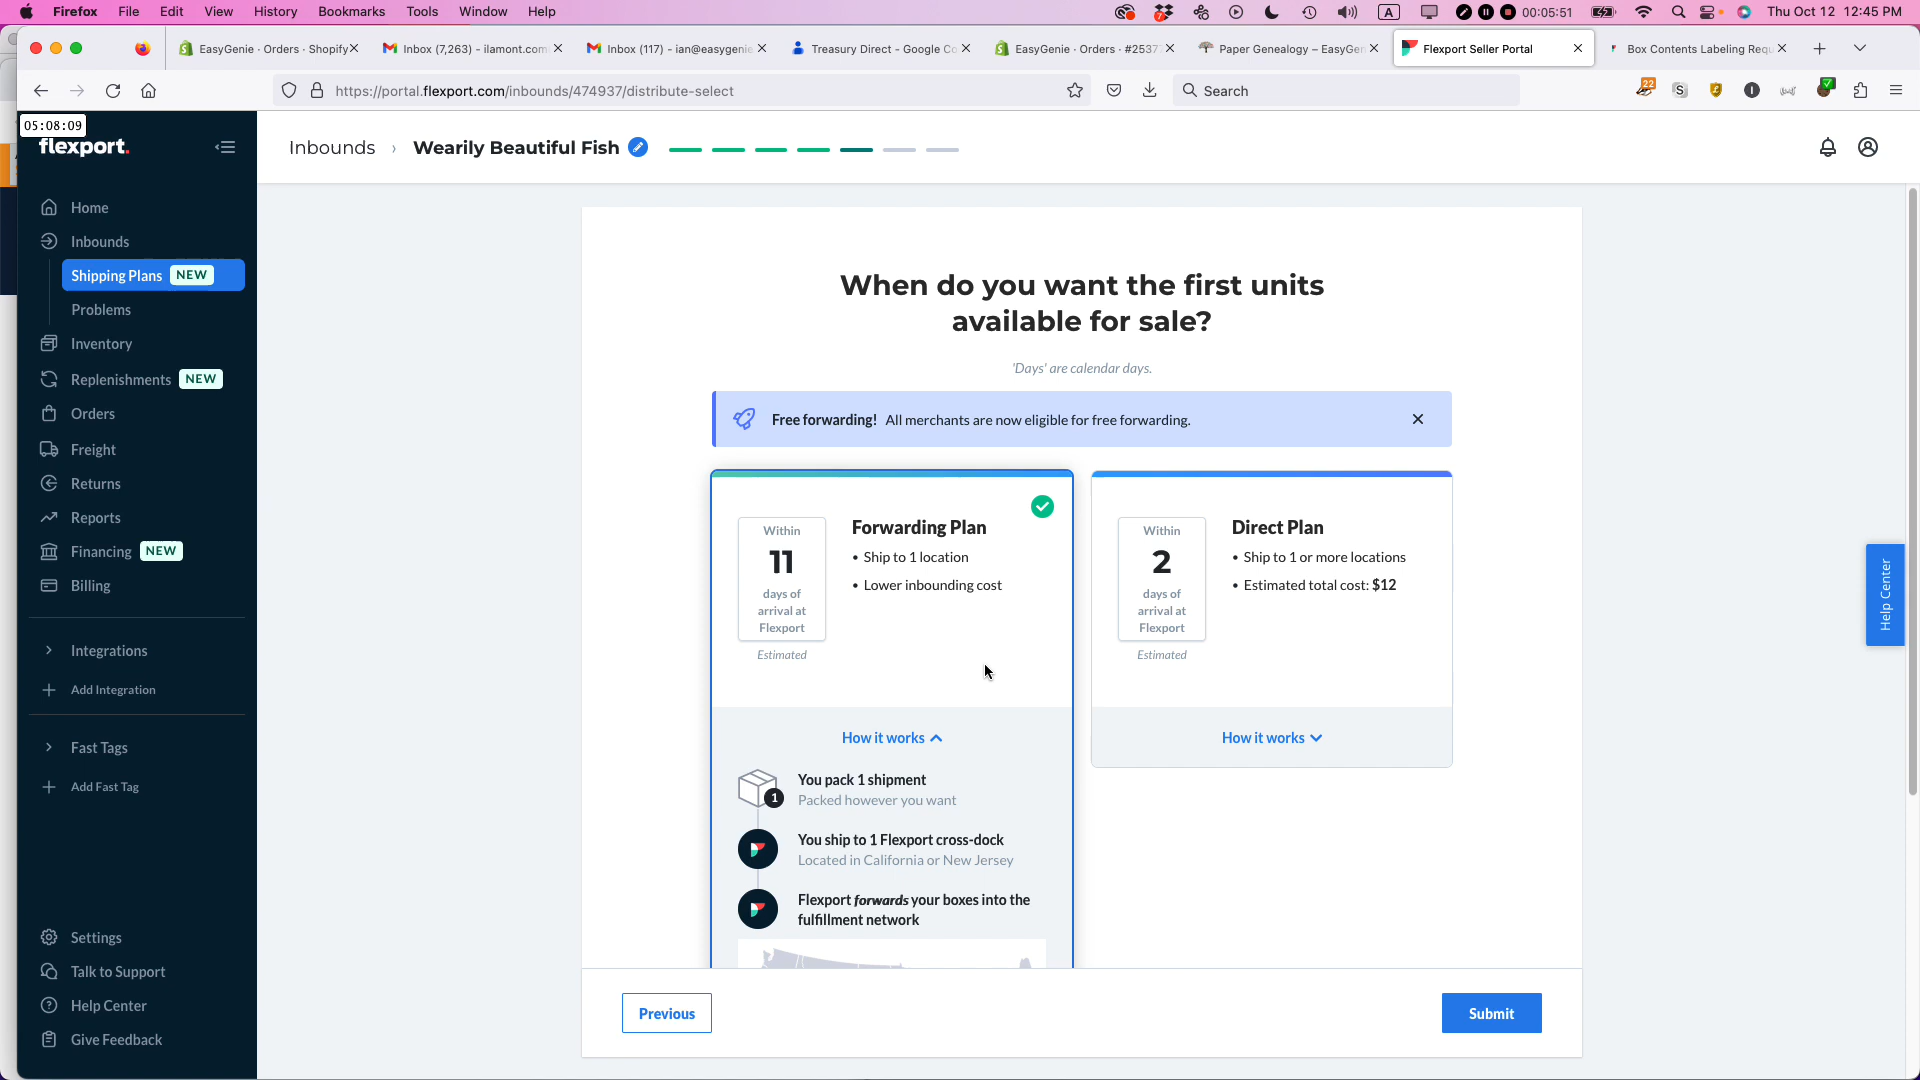 Firefox File Edit View History Bookmarks Tools Window Help 7 A 00:05:51 Thu Oct 12 12:45 PM
EasyGenie · Orders · Shopify Inbox (7,263) - ilamont.com Inbox (117) - ian@easygenie. Treasury Direct - Google Co EasyGenie · Orders · #2537 Paper Genealogy – EasyGen Flexport Seller Portal Box Contents Labeling Requ
https://portal.flexport.com/inbounds/474937/distribute-select Search 22 S
05:08:09
flexport.
Inbounds › Wearily Beautiful Fish
Home
Inbounds
Shipping Plans NEW
Problems
Inventory
Replenishments NEW
Orders
Freight
Returns
Reports
Financing NEW
Billing
Integrations
Add Integration
Fast Tags
Add Fast Tag
Settings
Talk to Support
Help Center
Give Feedback
When do you want the first units
available for sale?
'Days' are calendar days.
Free forwarding! All merchants are now eligible for free forwarding.
Within
11
days of
arrival at
Flexport
Estimated
Forwarding Plan
• Ship to 1 location
• Lower inbounding cost
How it works
You pack 1 shipment
Packed however you want
1
You ship to 1 Flexport cross-dock
Located in California or New Jersey
Flexport forwards your boxes into the
fulfillment network
Within
2
days of
arrival at
Flexport
Estimated
Direct Plan
• Ship to 1 or more locations
• Estimated total cost: $12
How it works
Help Center
Previous
Submit